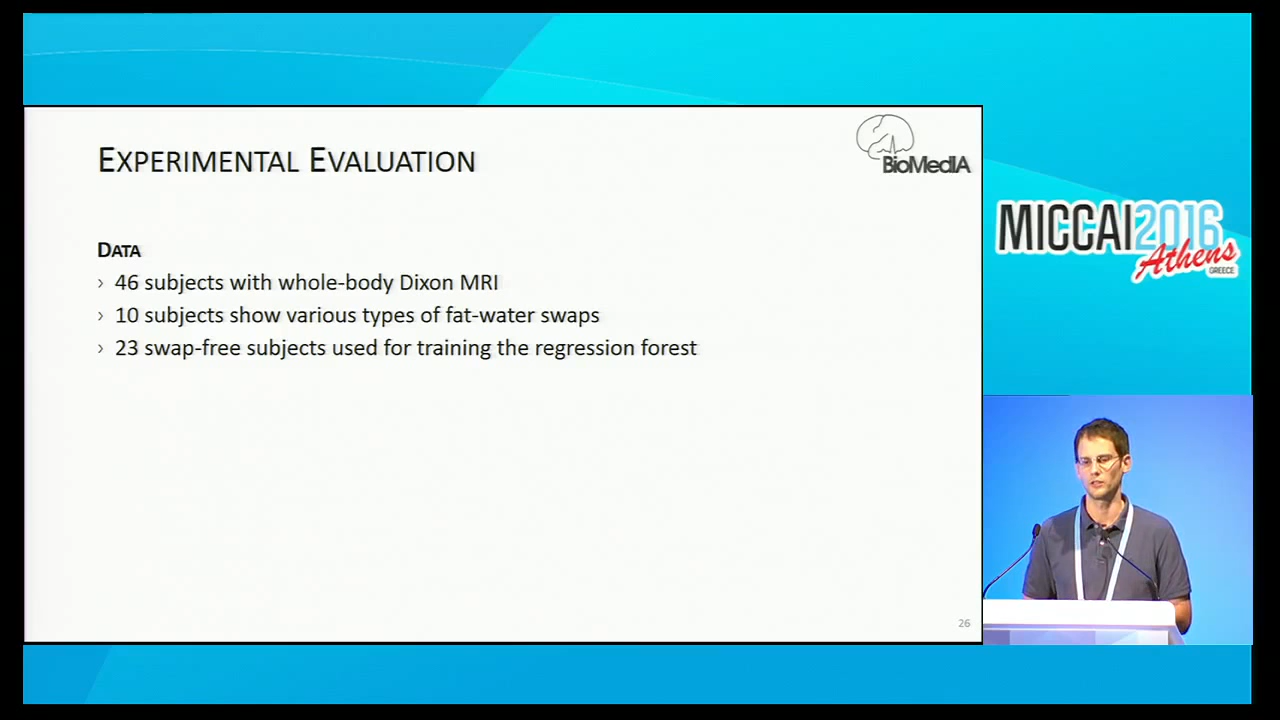 EXPERIMENTAL EVALUATION
BioMedIA
DATA
› 46 subjects with whole-body Dixon MRI
› 10 subjects show various types of fat-water swaps
› 23 swap-free subjects used for training the regression forest
26
MICCAI2016
Athens
GREECE